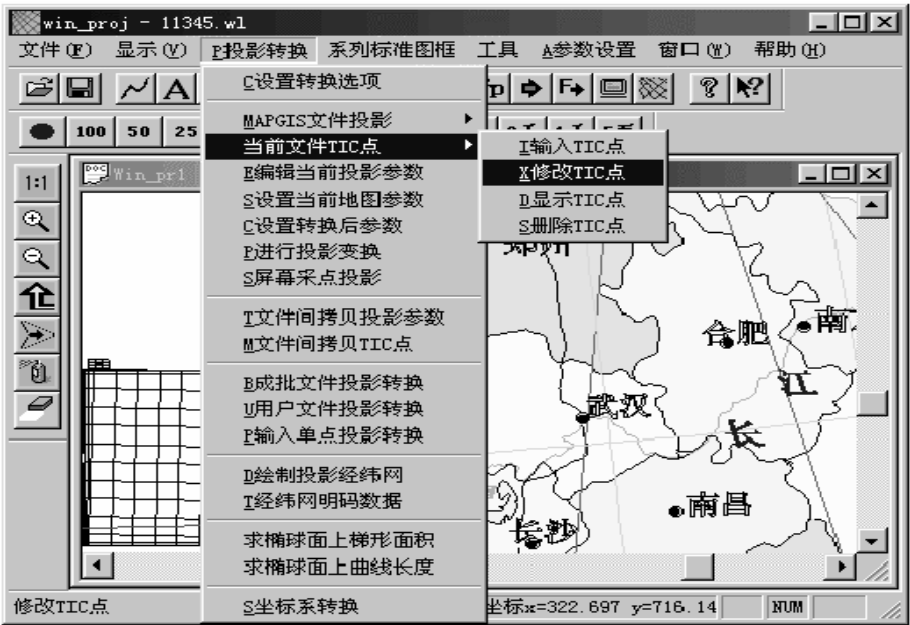 win_proj - 11345.wl
文件(F) 显示(V) P投影转换 系列标准图框 工具 A参数设置 窗口(W) 帮助(H)
C设置转换选项
MAPGIS文件投影
当前文件TIC点
E编辑当前投影参数
S设置当前地图参数
C设置转换后参数
P进行投影变换
S屏幕采点投影
T文件间拷贝投影参数
M文件间拷贝TIC点
B成批文件投影转换
U用户文件投影转换
P输入单点投影转换
D绘制投影经纬网
T经纬网明码数据
求椭球面上梯形面积
求椭球面上曲线长度
S坐标系转换
I输入TIC点
X修改TIC点
D显示TIC点
S删除TIC点
A
F+
?
?
100 50 25
1:1
DOC
Win_pr1
合肥
南
江
武汉
长
南昌
长沙
修改TIC点
坐标x=322.697 y=716.14
NUM